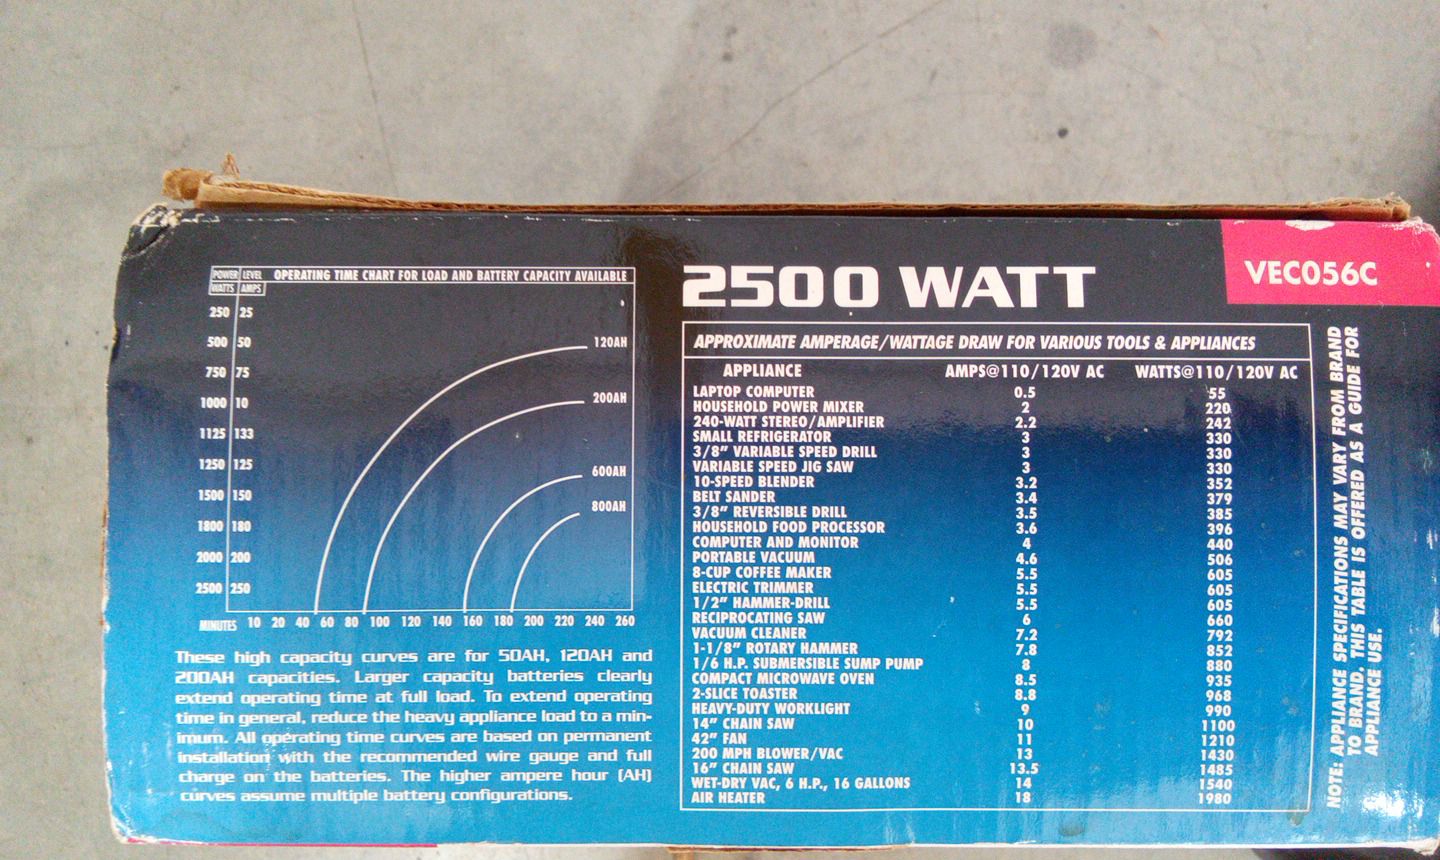 POWER LEVEL OPERATING TIME CHART FOR LOAD AND BATTERY CAPACITY AVAILABLE
WATTS AMPS
250 25
500 50
750 75
1000 10
1125 133
1250 125
1500 150
1800 180
2000 200
2500 250
120AH
200AH
600AH
800AH
MINUTES 10 20 40 60 80 100 120 140 160 180 200 220 240 260
These high capacity curves are for 50AH, 120AH and
200AH capacities. Larger capacity batteries clearly
extend operating time at full load. To extend operating
time in general, reduce the heavy appliance load to a min-
imum. All operating time curves are based on permanent
installation with the recommended wire gauge and full
charge on the batteries. The higher ampere hour (AH)
curves assume multiple battery configurations.
2500 WATT
VEC056C
APPROXIMATE AMPERAGE/WATTAGE DRAW FOR VARIOUS TOOLS & APPLIANCES
APPLIANCE AMPS@110/120V AC WATTS@110/120V AC
LAPTOP COMPUTER 0.5 55
HOUSEHOLD POWER MIXER 2 220
240-WATT STEREO/AMPLIFIER 2.2 242
SMALL REFRIGERATOR 3 330
3/8" VARIABLE SPEED DRILL 3 330
VARIABLE SPEED JIG SAW 3 330
10-SPEED BLENDER 3.2 352
BELT SANDER 3.4 379
3/8" REVERSIBLE DRILL 3.5 385
HOUSEHOLD FOOD PROCESSOR 3.6 396
COMPUTER AND MONITOR 4 440
PORTABLE VACUUM 4.6 506
8-CUP COFFEE MAKER 5.5 605
ELECTRIC TRIMMER 5.5 605
1/2" HAMMER-DRILL 5.5 605
RECIPROCATING SAW 6 660
VACUUM CLEANER 7.2 792
1-1/8" ROTARY HAMMER 7.8 852
1/6 H.P. SUBMERSIBLE SUMP PUMP 8 880
COMPACT MICROWAVE OVEN 8.5 935
2-SLICE TOASTER 8.8 968
HEAVY-DUTY WORKLIGHT 9 990
14" CHAIN SAW 10 1100
42" FAN 11 1210
200 MPH BLOWER/VAC 13 1430
16" CHAIN SAW 13.5 1485
WET-DRY VAC, 6 H.P., 16 GALLONS 14 1540
AIR HEATER 18 1980
NOTE: APPLIANCE SPECIFICATIONS MAY VARY FROM BRAND
TO BRAND. THIS TABLE IS OFFERED AS A GUIDE FOR
APPLIANCE USE.